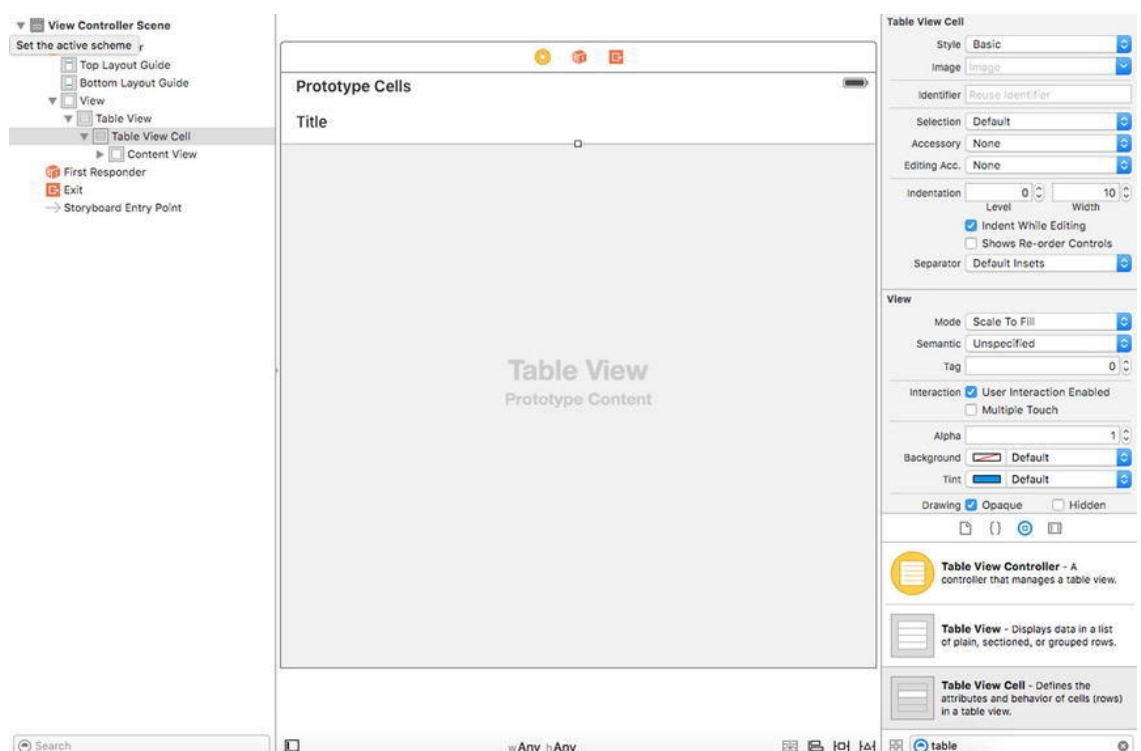 View Controller Scene
Set the active scheme r
Top Layout Guide
Bottom Layout Guide
View
Table View
Table View Cell
Content View
First Responder
Exit
Storyboard Entry Point
Search
Prototype Cells
Title
Table View
Prototype Content
wAny hAny
Table View Cell
Style Basic
Image Image
Identifier Reuse Identifier
Selection Default
Accessory None
Editing Acc. None
Indentation 0 10
Level Width
Indent While Editing
Shows Re-order Controls
Separator Default Insets
View
Mode Scale To Fill
Semantic Unspecified
Tag 0
Interaction User Interaction Enabled
Multiple Touch
Alpha 1
Background Default
Tint Default
Drawing Opaque Hidden
Table View Controller - A
controller that manages a table view.
Table View - Displays data in a list
of plain, sectioned, or grouped rows.
Table View Cell - Defines the
attributes and behavior of cells (rows)
in a table view.
table